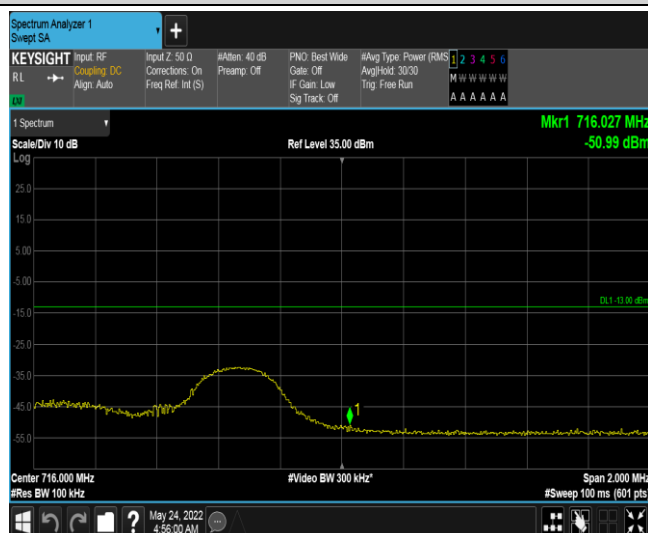 Spectrum Analyzer 1
Swept SA
KEYSIGHT
RL
Input: RF
Coupling: DC
Align: Auto
Input Z: 50 Ω
Corrections: On
Freq Ref: Int (S)
#Atten: 40 dB
Preamp: Off
PNO: Best Wide
Gate: Off
IF Gain: Low
Sig Track: Off
#Avg Type: Power (RMS
Avg|Hold: 30/30
Trig: Free Run
1 2 3 4 5 6
M W W W W W
A A A A A A
1 Spectrum
Scale/Div 10 dB
Log
Ref Level 35.00 dBm
Mkr1 716.027 MHz
-50.99 dBm
25.0
15.0
5.00
-5.00
DL1 -13.00 dBm
-15.0
-25.0
-35.0
-45.0
1
-55.0
Center 716.000 MHz
#Res BW 100 kHz
#Video BW 300 kHz*
Span 2.000 MHz
#Sweep 100 ms (601 pts)
?
May 24, 2022
4:56:00 AM